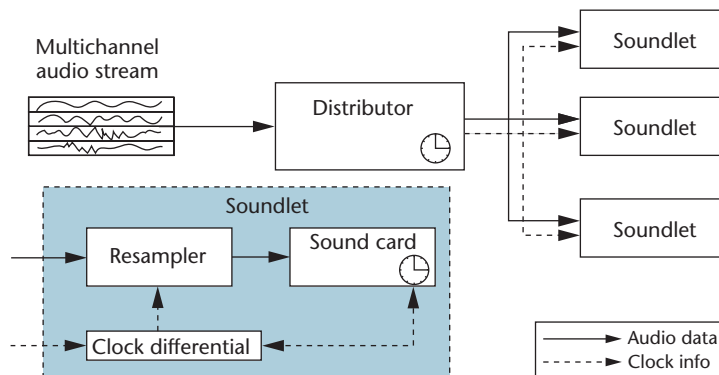 Multichannel
audio stream
Distributor
Soundlet
Soundlet
Soundlet
Soundlet
Resampler
Sound card
Clock differential
Audio data
Clock info